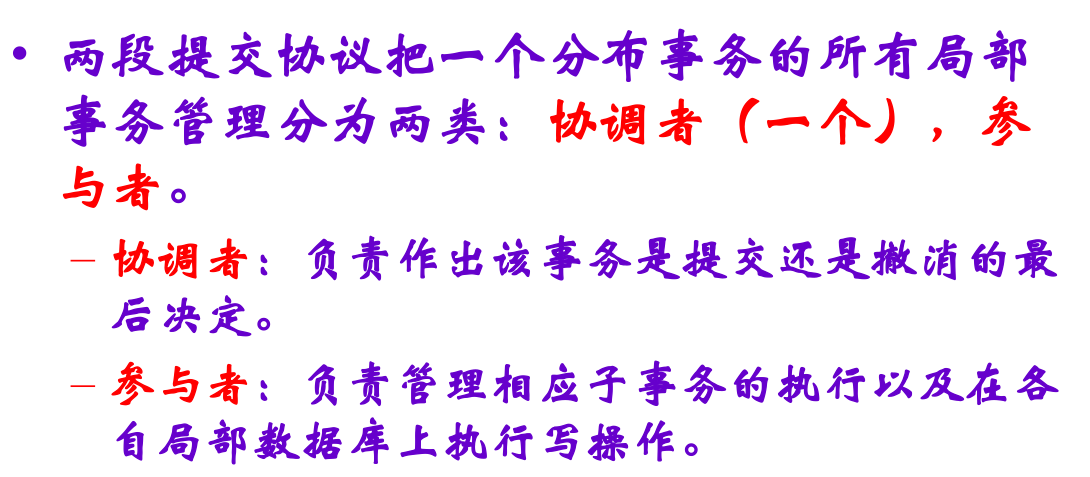 • 两段提交协议把一个分布事务的所有局部
事务管理分为两类：协调者（一个），参
与者。
– 协调者：负责作出该事务是提交还是撤消的最
后决定。
– 参与者：负责管理相应子事务的执行以及在各
自局部数据库上执行写操作。